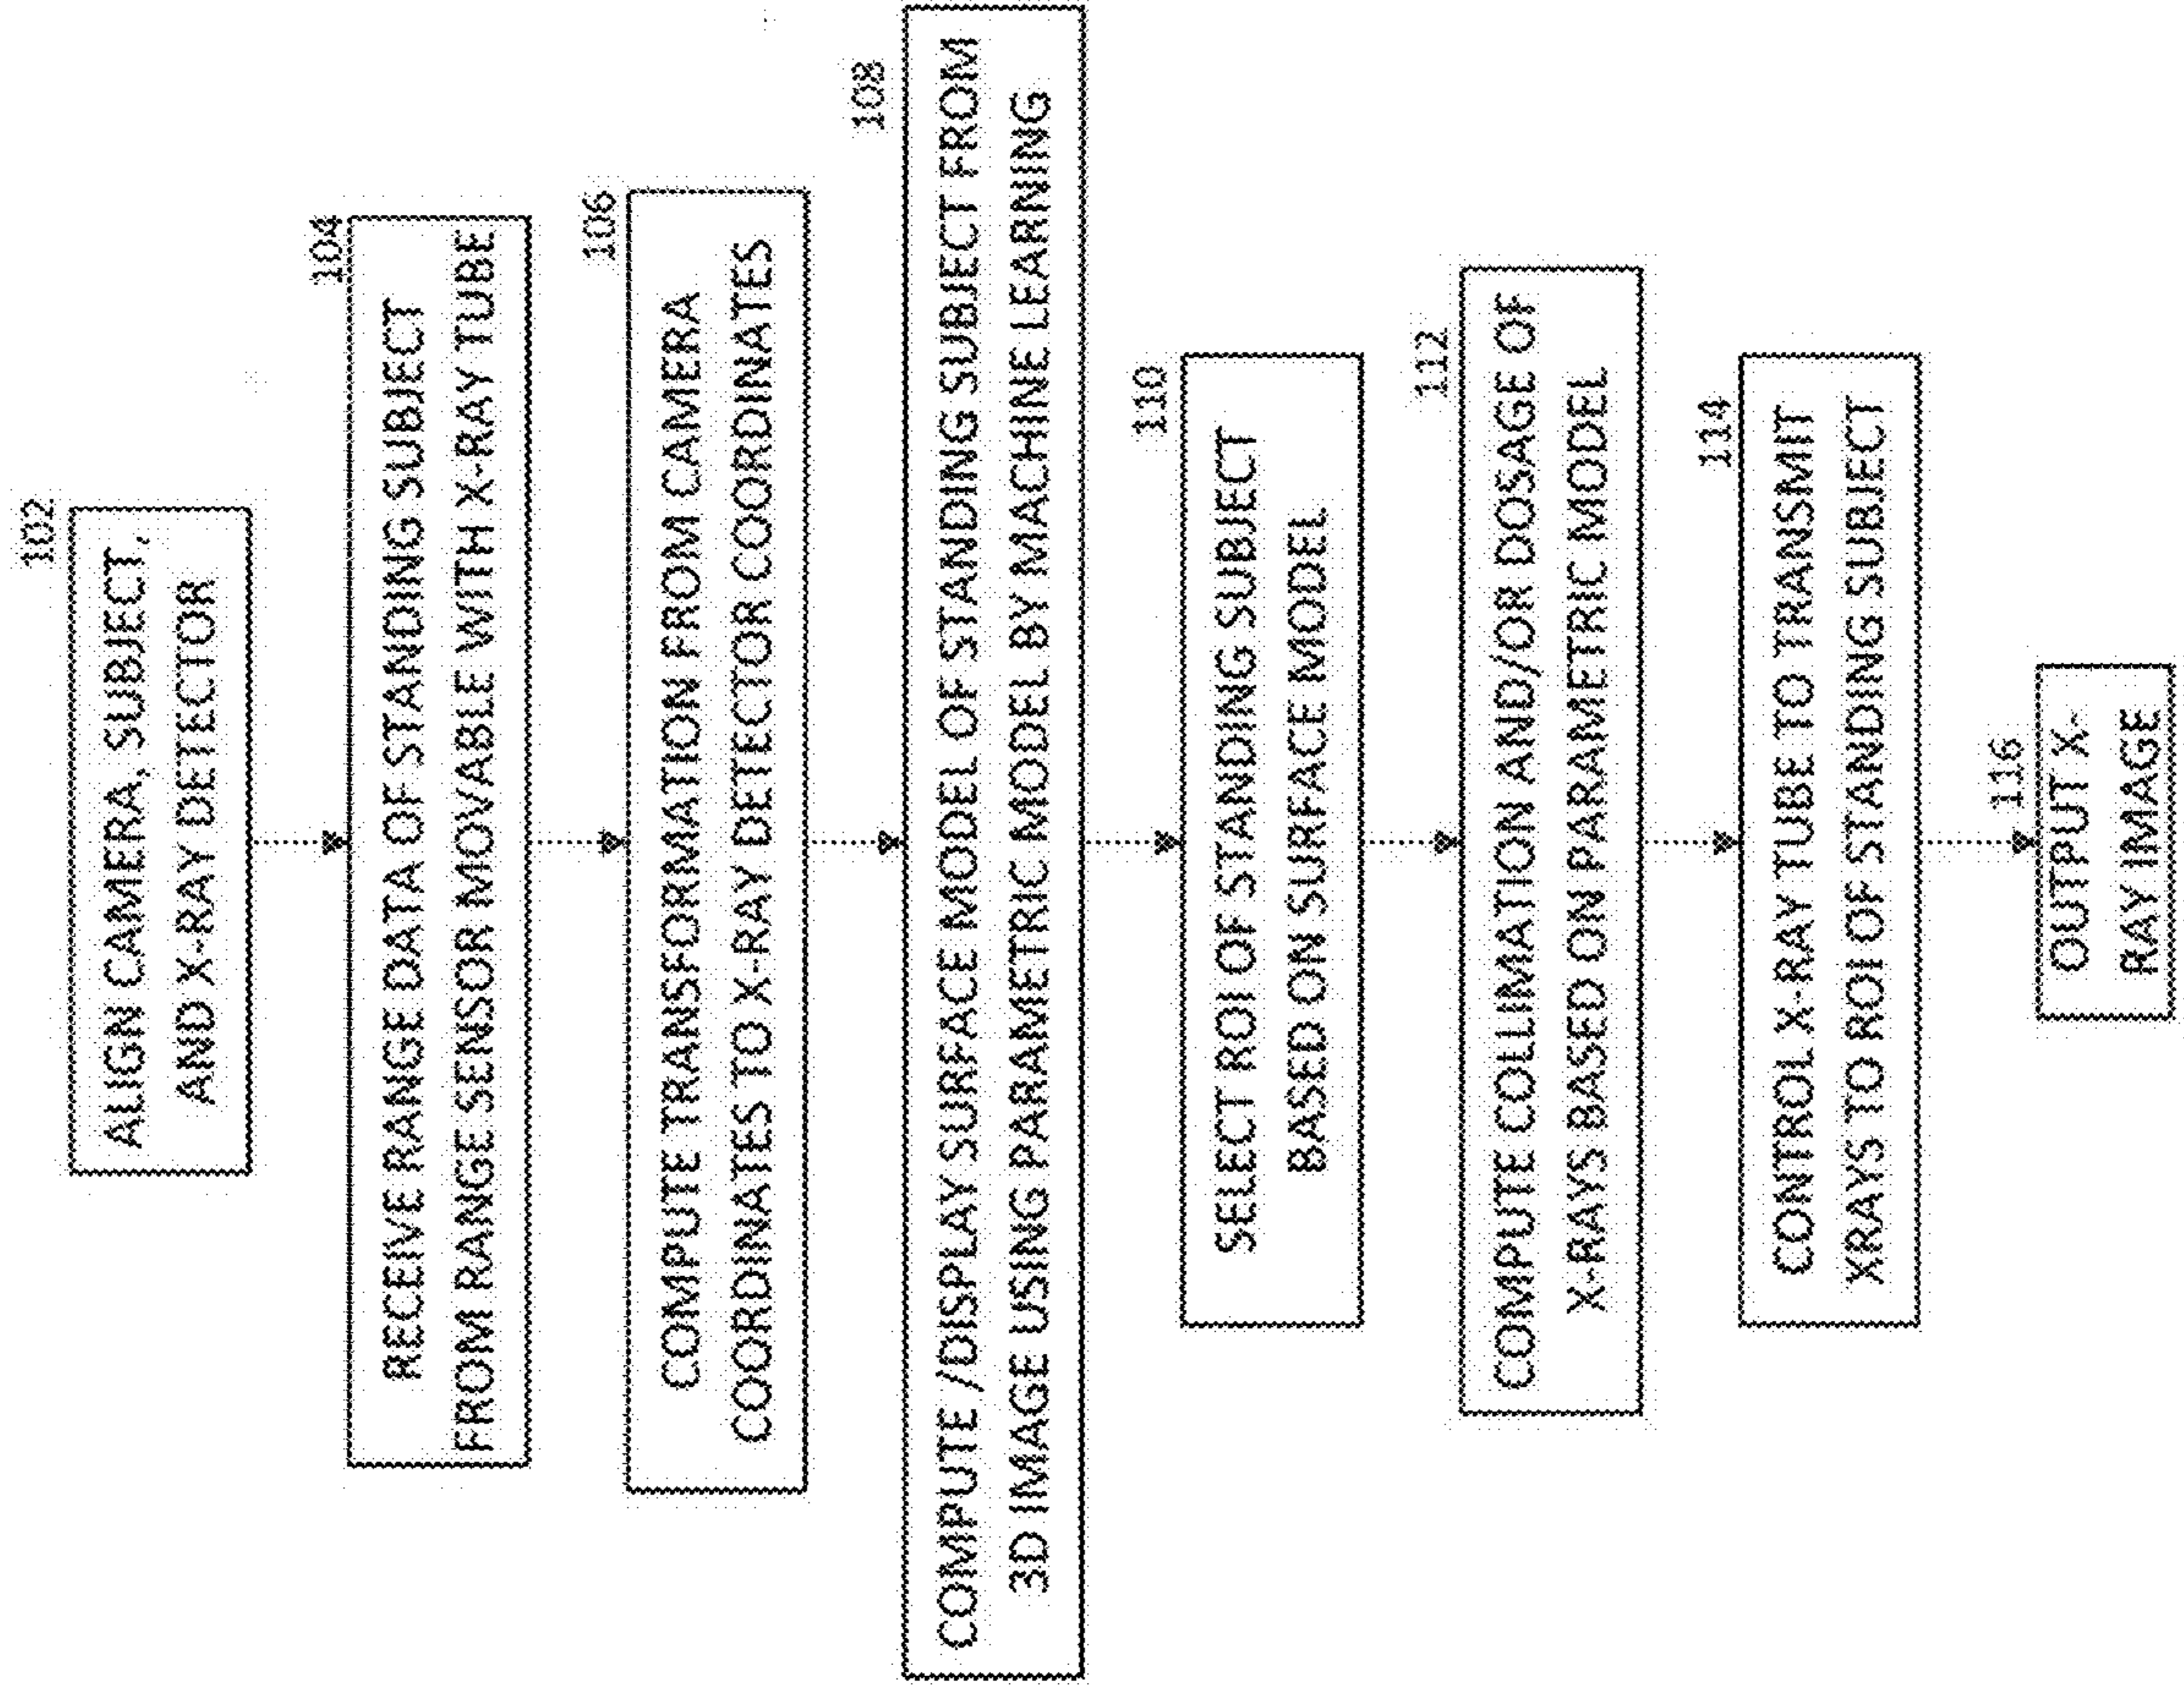 102
ALIGN CAMERA, SUBJECT,
AND X-RAY DETECTOR
104
RECEIVE RANGE DATA OF STANDING SUBJECT
FROM RANGE SENSOR MOVABLE WITH X-RAY TUBE
106
COMPUTE TRANSFORMATION FROM CAMERA
COORDINATES TO X-RAY DETECTOR COORDINATES
108
COMPUTE /DISPLAY SURFACE MODEL OF STANDING SUBJECT FROM
3D IMAGE USING PARAMETRIC MODEL BY MACHINE LEARNING
110
SELECT ROI OF STANDING SUBJECT
BASED ON SURFACE MODEL
112
COMPUTE COLLIMATION AND/OR DOSAGE OF
X-RAYS BASED ON PARAMETRIC MODEL
114
CONTROL X-RAY TUBE TO TRANSMIT
XRAYS TO ROI OF STANDING SUBJECT
116
OUTPUT X-
RAY IMAGE